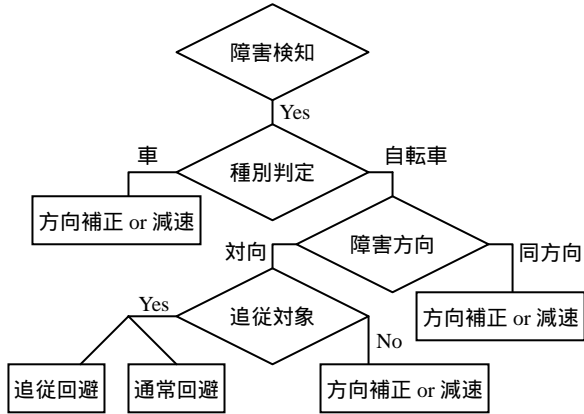 障害検知
Yes
車
種別判定
自転車
方向補正 or 減速
対向
障害方向
同方向
Yes
追従対象
No
方向補正 or 減速
追従回避
通常回避
方向補正 or 減速